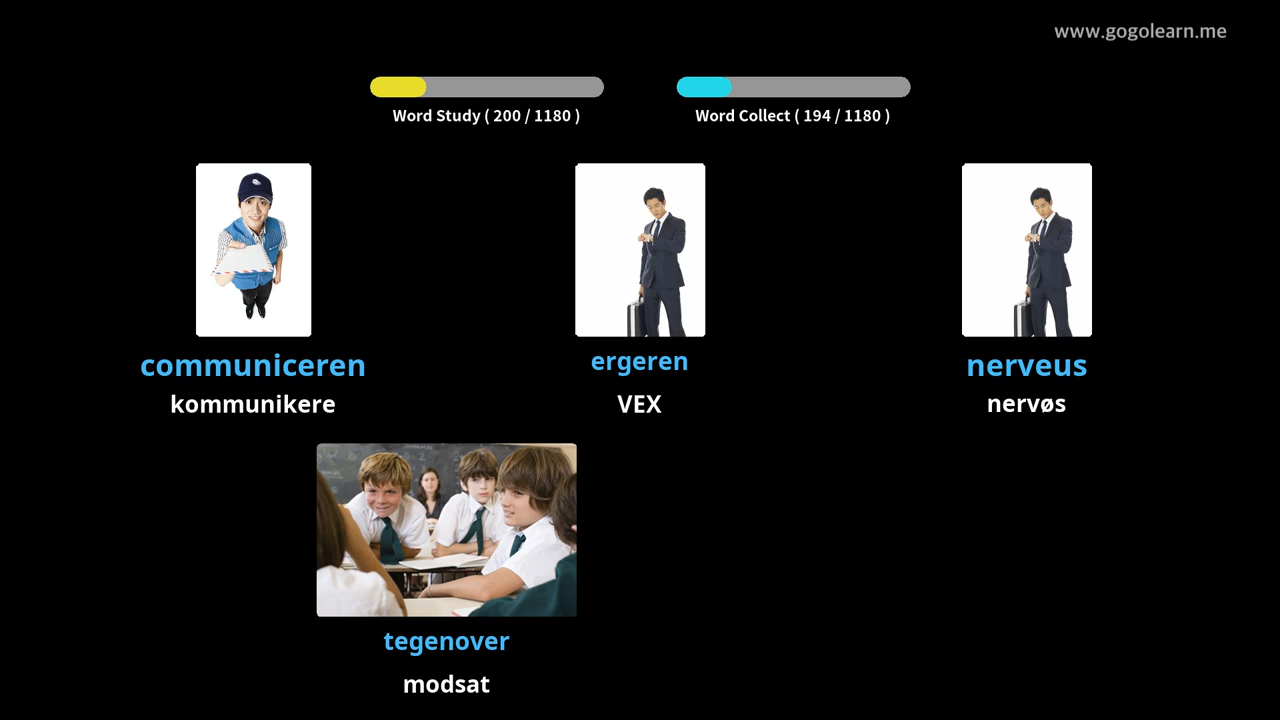 www.gogolearn.me
Word Study ( 200 / 1180 )
Word Collect ( 194 / 1180 )
communiceren
kommunikere
ergeren
VEX
nerveus
nervøs
tegenover
modsat